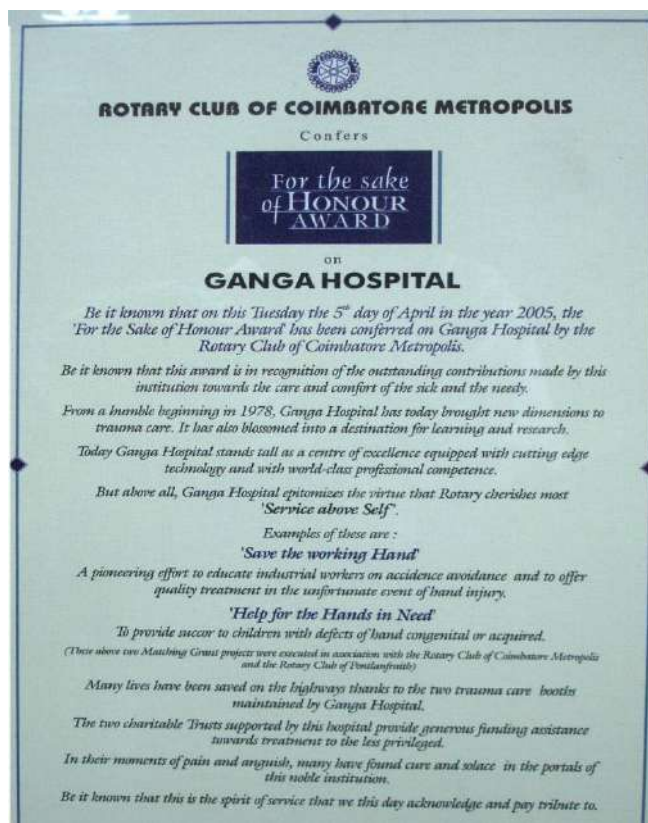 ROTARY CLUB OF COIMBATORE METROPOLIS
Confers
For the sake
of HONOUR
AWARD
on
GANGA HOSPITAL
Be it known that on this Tuesday the 5th day of April in the year 2005, the
'For the Sake of Honour Award' has been conferred on Ganga Hospital by the
Rotary Club of Coimbatore Metropolis.
Be it known that this award is in recognition of the outstanding contributions made by this
institution towards the care and comfort of the sick and the needy.
From a humble beginning in 1978, Ganga Hospital has today brought new dimensions to
trauma care. It has also blossomed into a destination for learning and research.
Today Ganga Hospital stands tall as a centre of excellence equipped with cutting edge
technology and with world-class professional competence.
But above all, Ganga Hospital epitomizes the virtue that Rotary cherishes most
'Service above Self'.
Examples of these are :
'Save the working Hand'
A pioneering effort to educate industrial workers on accidence avoidance and to offer
quality treatment in the unfortunate event of hand injury.
'Help for the Hands in Need'
To provide succor to children with defects of hand congenital or acquired.
(These above two Matching Grant projects were executed in association with the Rotary Club of Coimbatore Metropolis
and the Rotary Club of Pontlanfraith)
Many lives have been saved on the highways thanks to the two trauma care booths
maintained by Ganga Hospital.
The two charitable Trusts supported by this hospital provide generous funding assistance
towards treatment to the less privileged.
In their moments of pain and anguish, many have found cure and solace in the portals of
this noble institution.
Be it known that this is the spirit of service that we this day acknowledge and pay tribute to.